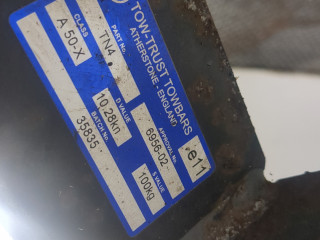 TOW-TRUST TOWBARS
ATHERSTONE - ENGLAND
PART No.
TN4
APPROVAL No.
6956-02
e11
CLASS
A 50-X
D VALUE
10.28kn
S VALUE
100kg
BATCH No.
35835